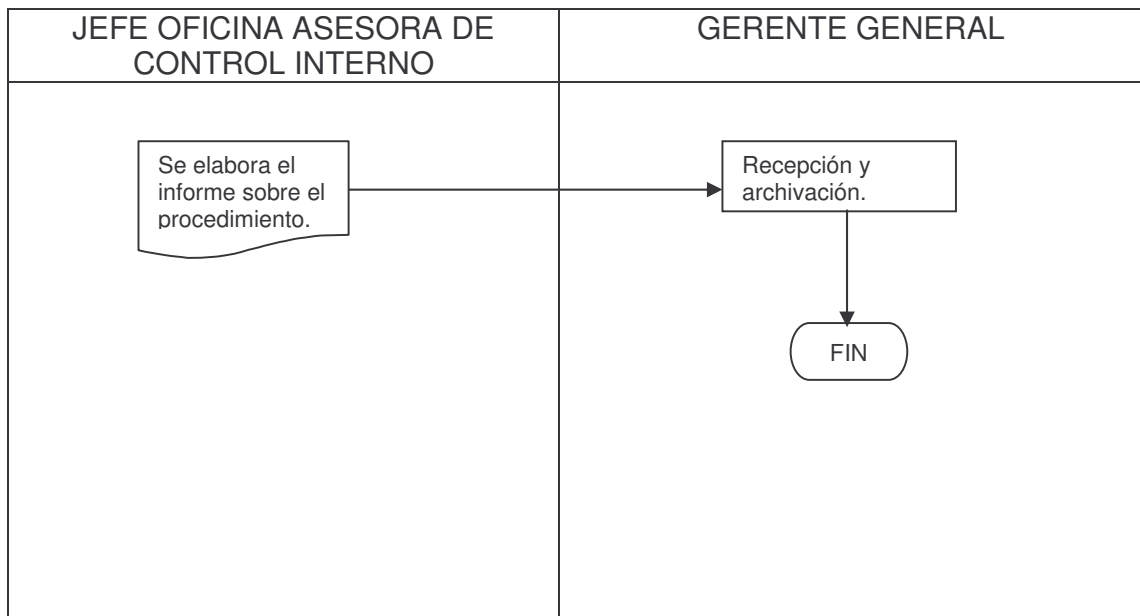 JEFE OFICINA ASESORA DE
CONTROL INTERNO
GERENTE GENERAL
Se elabora el
informe sobre el
procedimiento.
Recepción y
archivación.
FIN